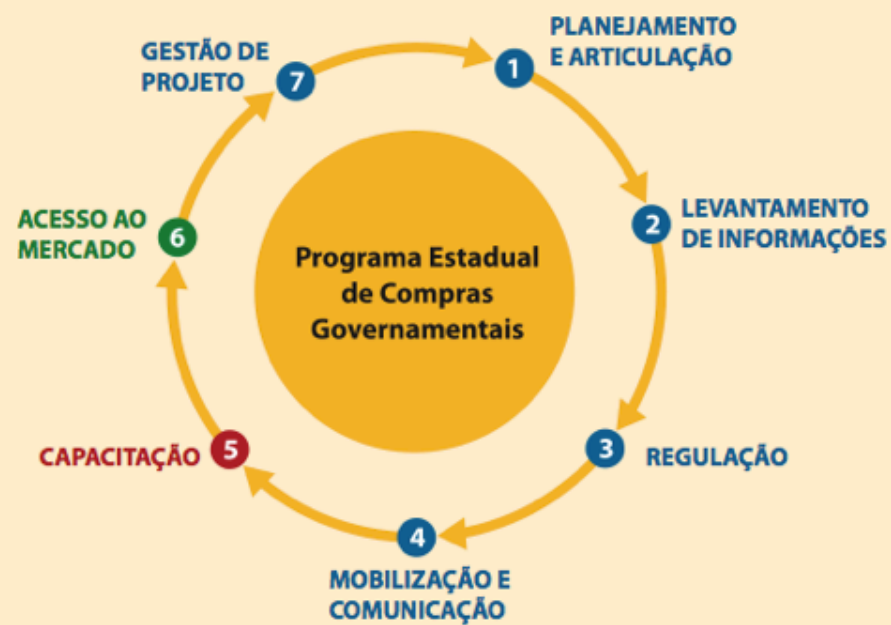 Programa Estadual
de Compras
Governamentais
1
PLANEJAMENTO
E ARTICULAÇÃO
2
LEVANTAMENTO
DE INFORMAÇÕES
3
REGULAÇÃO
4
MOBILIZAÇÃO E
COMUNICAÇÃO
5
CAPACITAÇÃO
6
ACESSO AO
MERCADO
7
GESTÃO DE
PROJETO